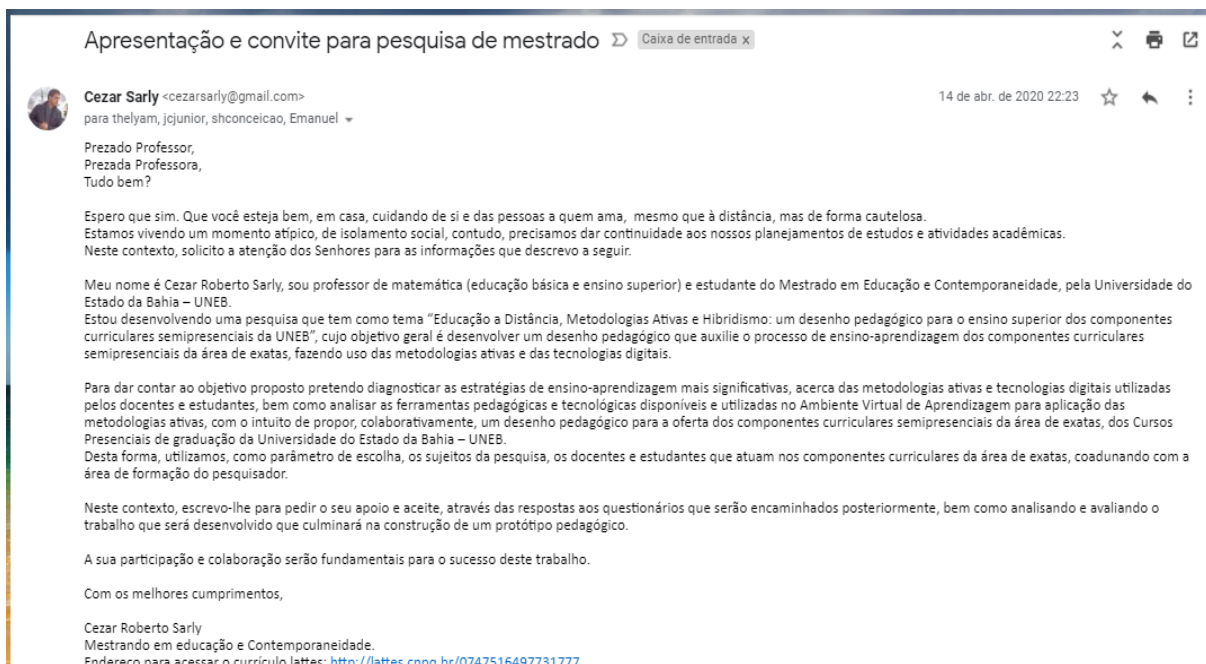 Apresentação e convite para pesquisa de mestrado Caixa de entrada x
Cezar Sarly <cezarsarly@gmail.com> 14 de abr. de 2020 22:23
para thelyam, jcjunior, shconceicao, Emanuel
Prezado Professor,
Prezada Professora,
Tudo bem?
Espero que sim. Que você esteja bem, em casa, cuidando de si e das pessoas a quem ama, mesmo que à distância, mas de forma cautelosa.
Estamos vivendo um momento atípico, de isolamento social, contudo, precisamos dar continuidade aos nossos planejamentos de estudos e atividades acadêmicas.
Neste contexto, solicito a atenção dos Senhores para as informações que descrevo a seguir.
Meu nome é Cezar Roberto Sarly, sou professor de matemática (educação básica e ensino superior) e estudante do Mestrado em Educação e Contemporaneidade, pela Universidade do
Estado da Bahia – UNEB.
Estou desenvolvendo uma pesquisa que tem como tema “Educação a Distância, Metodologias Ativas e Hibridismo: um desenho pedagógico para o ensino superior dos componentes
curriculares semipresenciais da UNEB”, cujo objetivo geral é desenvolver um desenho pedagógico que auxilie o processo de ensino-aprendizagem dos componentes curriculares
semipresenciais da área de exatas, fazendo uso das metodologias ativas e das tecnologias digitais.
Para dar contar ao objetivo proposto pretendo diagnosticar as estratégias de ensino-aprendizagem mais significativas, acerca das metodologias ativas e tecnologias digitais utilizadas
pelos docentes e estudantes, bem como analisar as ferramentas pedagógicas e tecnológicas disponíveis e utilizadas no Ambiente Virtual de Aprendizagem para aplicação das
metodologias ativas, com o intuito de propor, colaborativamente, um desenho pedagógico para a oferta dos componentes curriculares semipresenciais da área de exatas, dos Cursos
Presenciais de graduação da Universidade do Estado da Bahia – UNEB.
Desta forma, utilizamos, como parâmetro de escolha, os sujeitos da pesquisa, os docentes e estudantes que atuam nos componentes curriculares da área de exatas, coadunando com a
área de formação do pesquisador.
Neste contexto, escrevo-lhe para pedir o seu apoio e aceite, através das respostas aos questionários que serão encaminhados posteriormente, bem como analisando e avaliando o
trabalho que será desenvolvido que culminará na construção de um protótipo pedagógico.
A sua participação e colaboração serão fundamentais para o sucesso deste trabalho.
Com os melhores cumprimentos,
Cezar Roberto Sarly
Mestrando em educação e Contemporaneidade.
Endereço para acessar o currículo lattes: http://lattes.cnpq.br/0747516497731777